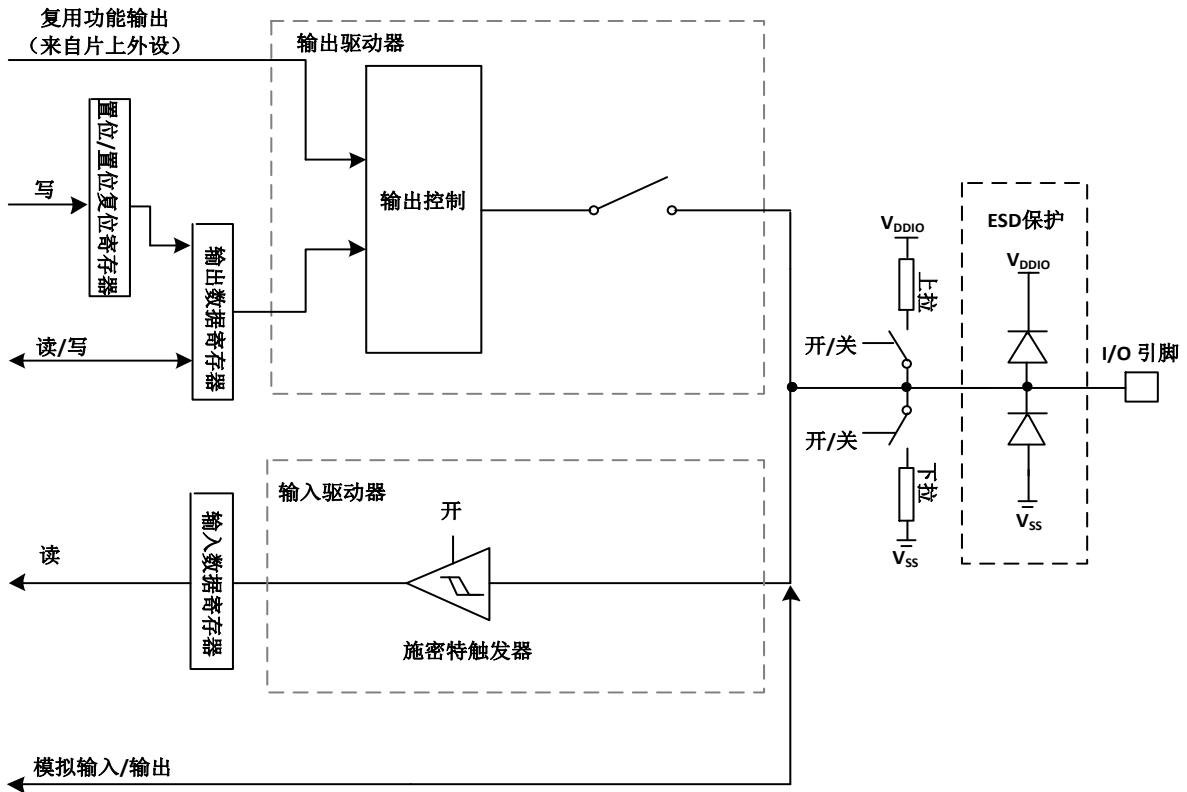 复用功能输出
（来自片上外设）
输出驱动器
置位/置位复位寄存器
写
输出控制
输出数据寄存器
读/写
VDDIO
上拉
开/关
ESD保护
VDDIO
I/O 引脚
开/关
下拉
VSS
VSS
输入驱动器
开
读
输入数据寄存器
施密特触发器
模拟输入/输出